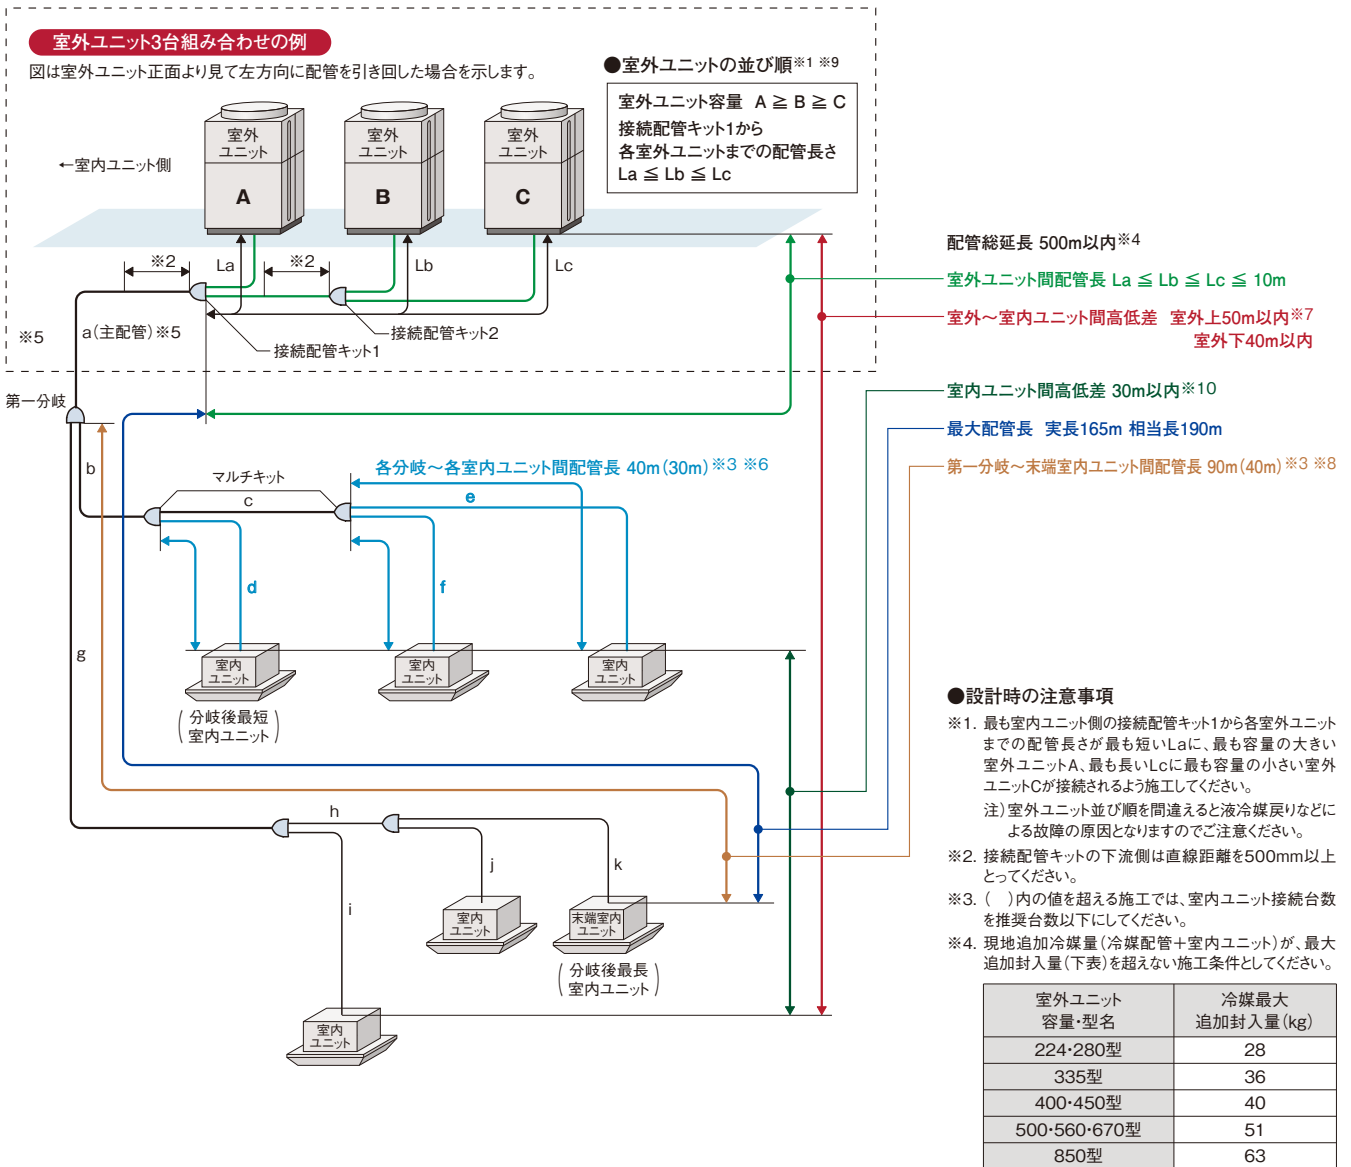 室外ユニット3台組み合わせの例
図は室外ユニット正面より見て左方向に配管を引き回した場合を示します。
●室外ユニットの並び順※1 ※9
室外ユニット容量 A ≧ B ≧ C
接続配管キット1から
各室外ユニットまでの配管長さ
La ≦ Lb ≦ Lc
←室内ユニット側
室外
ユニット
A
室外
ユニット
B
室外
ユニット
C
※2
La
※2
Lb
Lc
※5
a(主配管)※5
接続配管キット2
接続配管キット1
第一分岐
配管総延長 500m以内※4
室外ユニット間配管長 La ≦ Lb ≦ Lc ≦ 10m
室外～室内ユニット間高低差 室外上50m以内※7
室外下40m以内
室内ユニット間高低差 30m以内※10
最大配管長 実長165m 相当長190m
第一分岐～末端室内ユニット間配管長 90m(40m)※3 ※8
各分岐～各室内ユニット間配管長 40m(30m)※3 ※6
b
マルチキット
c
e
d
f
g
室内
ユニット
(分岐後最短
室内ユニット)
室内
ユニット
室内
ユニット
h
i
j
k
室内
ユニット
末端室内
ユニット
(分岐後最長
室内ユニット)
室内
ユニット
●設計時の注意事項
※1. 最も室内ユニット側の接続配管キット1から各室外ユニット
までの配管長さが最も短いLaに、最も容量の大きい
室外ユニットA、最も長いLcに最も容量の小さい室外
ユニットCが接続されるよう施工してください。
注)室外ユニット並び順を間違えると液冷媒戻りなどに
よる故障の原因となりますのでご注意ください。
※2. 接続配管キットの下流側は直線距離を500mm以上
とってください。
※3. ( )内の値を超える施工では、室内ユニット接続台数
を推奨台数以下にしてください。
※4. 現地追加冷媒量(冷媒配管+室内ユニット)が、最大
追加封入量(下表)を超えない施工条件としてください。
室外ユニット
容量・型名
冷媒最大
追加封入量(kg)
224・280型 28
335型 36
400・450型 40
500・560・670型 51
850型 63